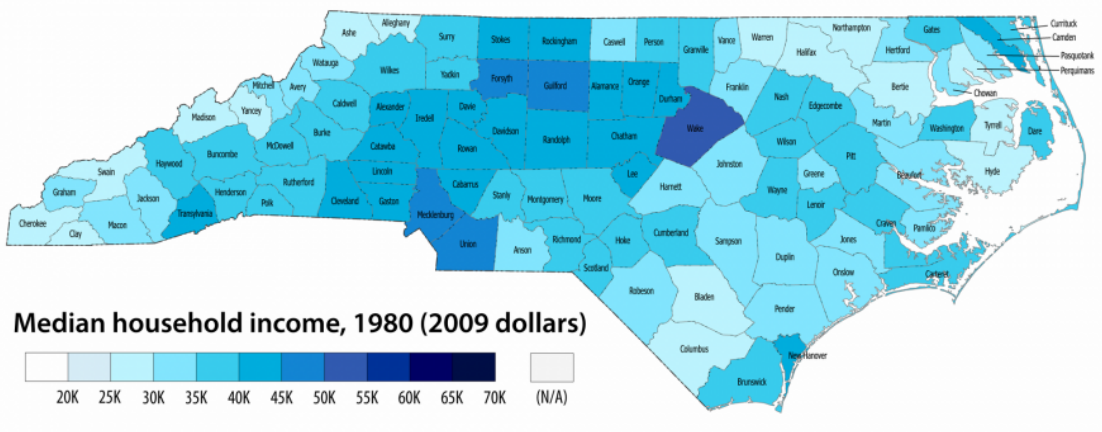 Alleghany
Ashe
Surry
Stokes
Rockingham
Caswell
Person
Granville
Vance
Warren
Northampton
Halifax
Hertford
Gates
Currituck
Camden
Pasquotank
Perquimans
Chowan
Watauga
Wilkes
Yadkin
Forsyth
Guilford
Alamance
Orange
Durham
Franklin
Nash
Edgecombe
Bertie
Martin
Washington
Tyrrell
Dare
Mitchell
Avery
Yancey
Madison
Caldwell
Alexander
Iredell
Davie
Davidson
Randolph
Chatham
Wake
Wilson
Pitt
Beaufort
Hyde
Swain
Haywood
Buncombe
McDowell
Burke
Catawba
Rowan
Lincoln
Lee
Johnston
Greene
Wayne
Lenoir
Craven
Pamlico
Graham
Jackson
Henderson
Rutherford
Polk
Cleveland
Gaston
Cabarrus
Stanly
Montgomery
Moore
Harnett
Cherokee
Clay
Macon
Transylvania
Mecklenburg
Union
Anson
Richmond
Hoke
Scotland
Cumberland
Sampson
Duplin
Jones
Onslow
Carteret
Robeson
Bladen
Pender
Columbus
New Hanover
Brunswick
Median household income, 1980 (2009 dollars)
20K 25K 30K 35K 40K 45K 50K 55K 60K 65K 70K (N/A)